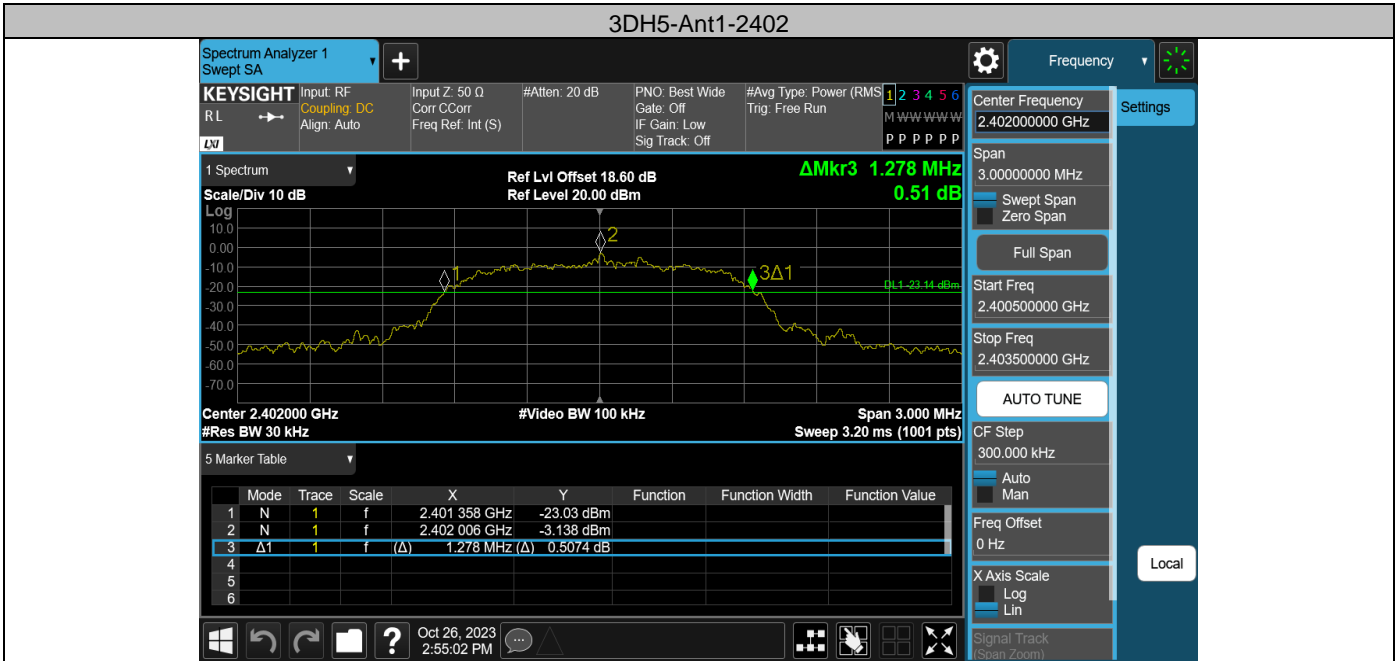 3DH5-Ant1-2402
Spectrum Analyzer 1
Swept SA
Frequency
KEYSIGHT
RL
LXI
Input: RF
Coupling: DC
Align: Auto
Input Z: 50 Ω
Corr CCorr
Freq Ref: Int (S)
#Atten: 20 dB
PNO: Best Wide
Gate: Off
IF Gain: Low
Sig Track: Off
#Avg Type: Power (RMS
Trig: Free Run
1 2 3 4 5 6
M W W W W W
P P P P P P
1 Spectrum
Scale/Div 10 dB
Ref Lvl Offset 18.60 dB
Ref Level 20.00 dBm
ΔMkr3 1.278 MHz
0.51 dB
Log
10.0
0.00
-10.0
-20.0
-30.0
-40.0
-50.0
-60.0
-70.0
1
2
3Δ1
DL1 -23.14 dBm
Center 2.402000 GHz
#Res BW 30 kHz
#Video BW 100 kHz
Span 3.000 MHz
Sweep 3.20 ms (1001 pts)
5 Marker Table
Mode Trace Scale X Y Function Function Width Function Value
1 N 1 f 2.401 358 GHz -23.03 dBm
2 N 1 f 2.402 006 GHz -3.138 dBm
3 Δ1 1 f (Δ) 1.278 MHz (Δ) 0.5074 dB
4
5
6
Oct 26, 2023
2:55:02 PM
Center Frequency
2.402000000 GHz
Span
3.00000000 MHz
Swept Span
Zero Span
Full Span
Start Freq
2.400500000 GHz
Stop Freq
2.403500000 GHz
AUTO TUNE
CF Step
300.000 kHz
Auto
Man
Freq Offset
0 Hz
X Axis Scale
Log
Lin
Signal Track
(Span Zoom)
Settings
Local